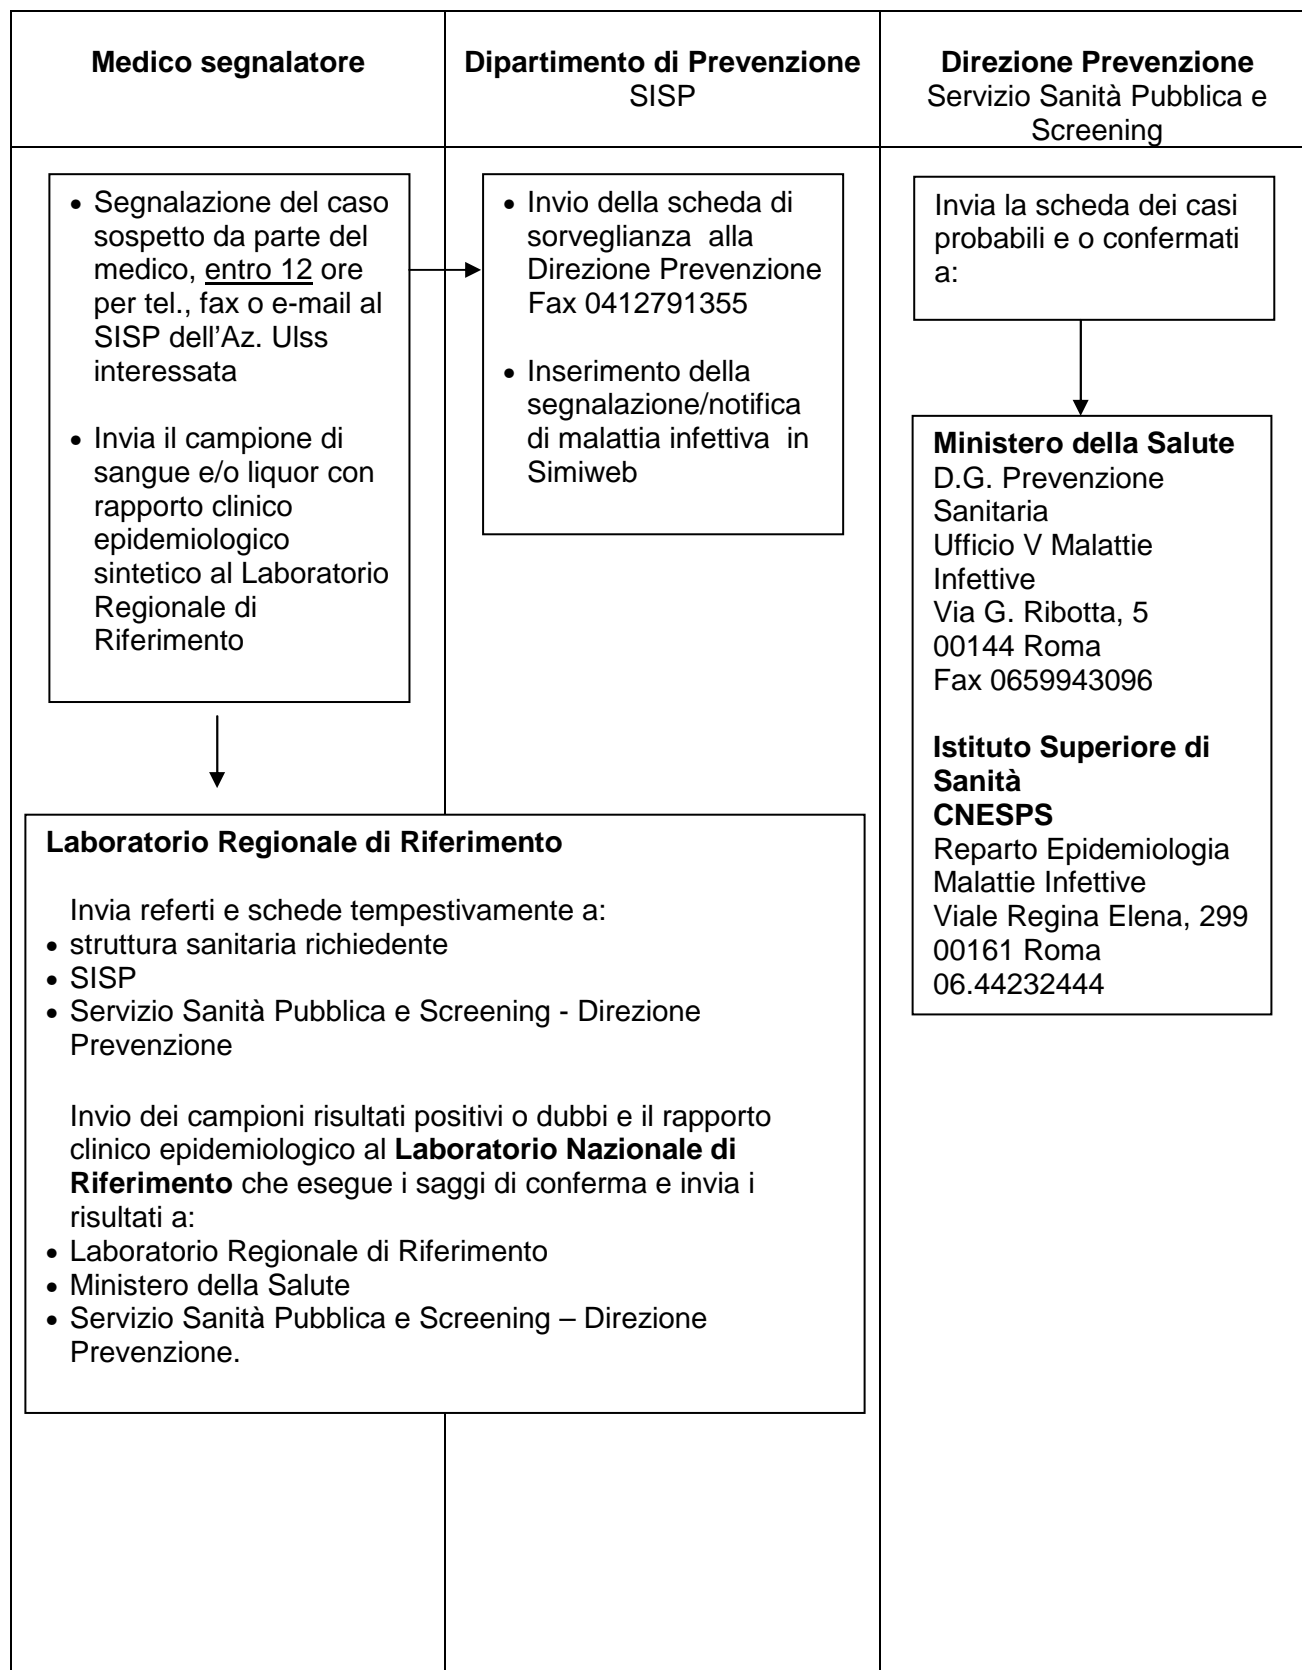 Medico segnalatore
Dipartimento di Prevenzione
SISP
Direzione Prevenzione
Servizio Sanità Pubblica e
Screening
• Segnalazione del caso
sospetto da parte del
medico, entro 12 ore
per tel., fax o e-mail al
SISP dell’Az. Ulss
interessata
• Invia il campione di
sangue e/o liquor con
rapporto clinico
epidemiologico
sintetico al Laboratorio
Regionale di
Riferimento
• Invio della scheda di
sorveglianza alla
Direzione Prevenzione
Fax 0412791355
• Inserimento della
segnalazione/notifica
di malattia infettiva in
Simiweb
Invia la scheda dei casi
probabili e o confermati
a:
Ministero della Salute
D.G. Prevenzione
Sanitaria
Ufficio V Malattie
Infettive
Via G. Ribotta, 5
00144 Roma
Fax 0659943096
Istituto Superiore di
Sanità
CNESPS
Reparto Epidemiologia
Malattie Infettive
Viale Regina Elena, 299
00161 Roma
06.44232444
Laboratorio Regionale di Riferimento
Invia referti e schede tempestivamente a:
• struttura sanitaria richiedente
• SISP
• Servizio Sanità Pubblica e Screening - Direzione
Prevenzione
Invio dei campioni risultati positivi o dubbi e il rapporto
clinico epidemiologico al Laboratorio Nazionale di
Riferimento che esegue i saggi di conferma e invia i
risultati a:
• Laboratorio Regionale di Riferimento
• Ministero della Salute
• Servizio Sanità Pubblica e Screening – Direzione
Prevenzione.